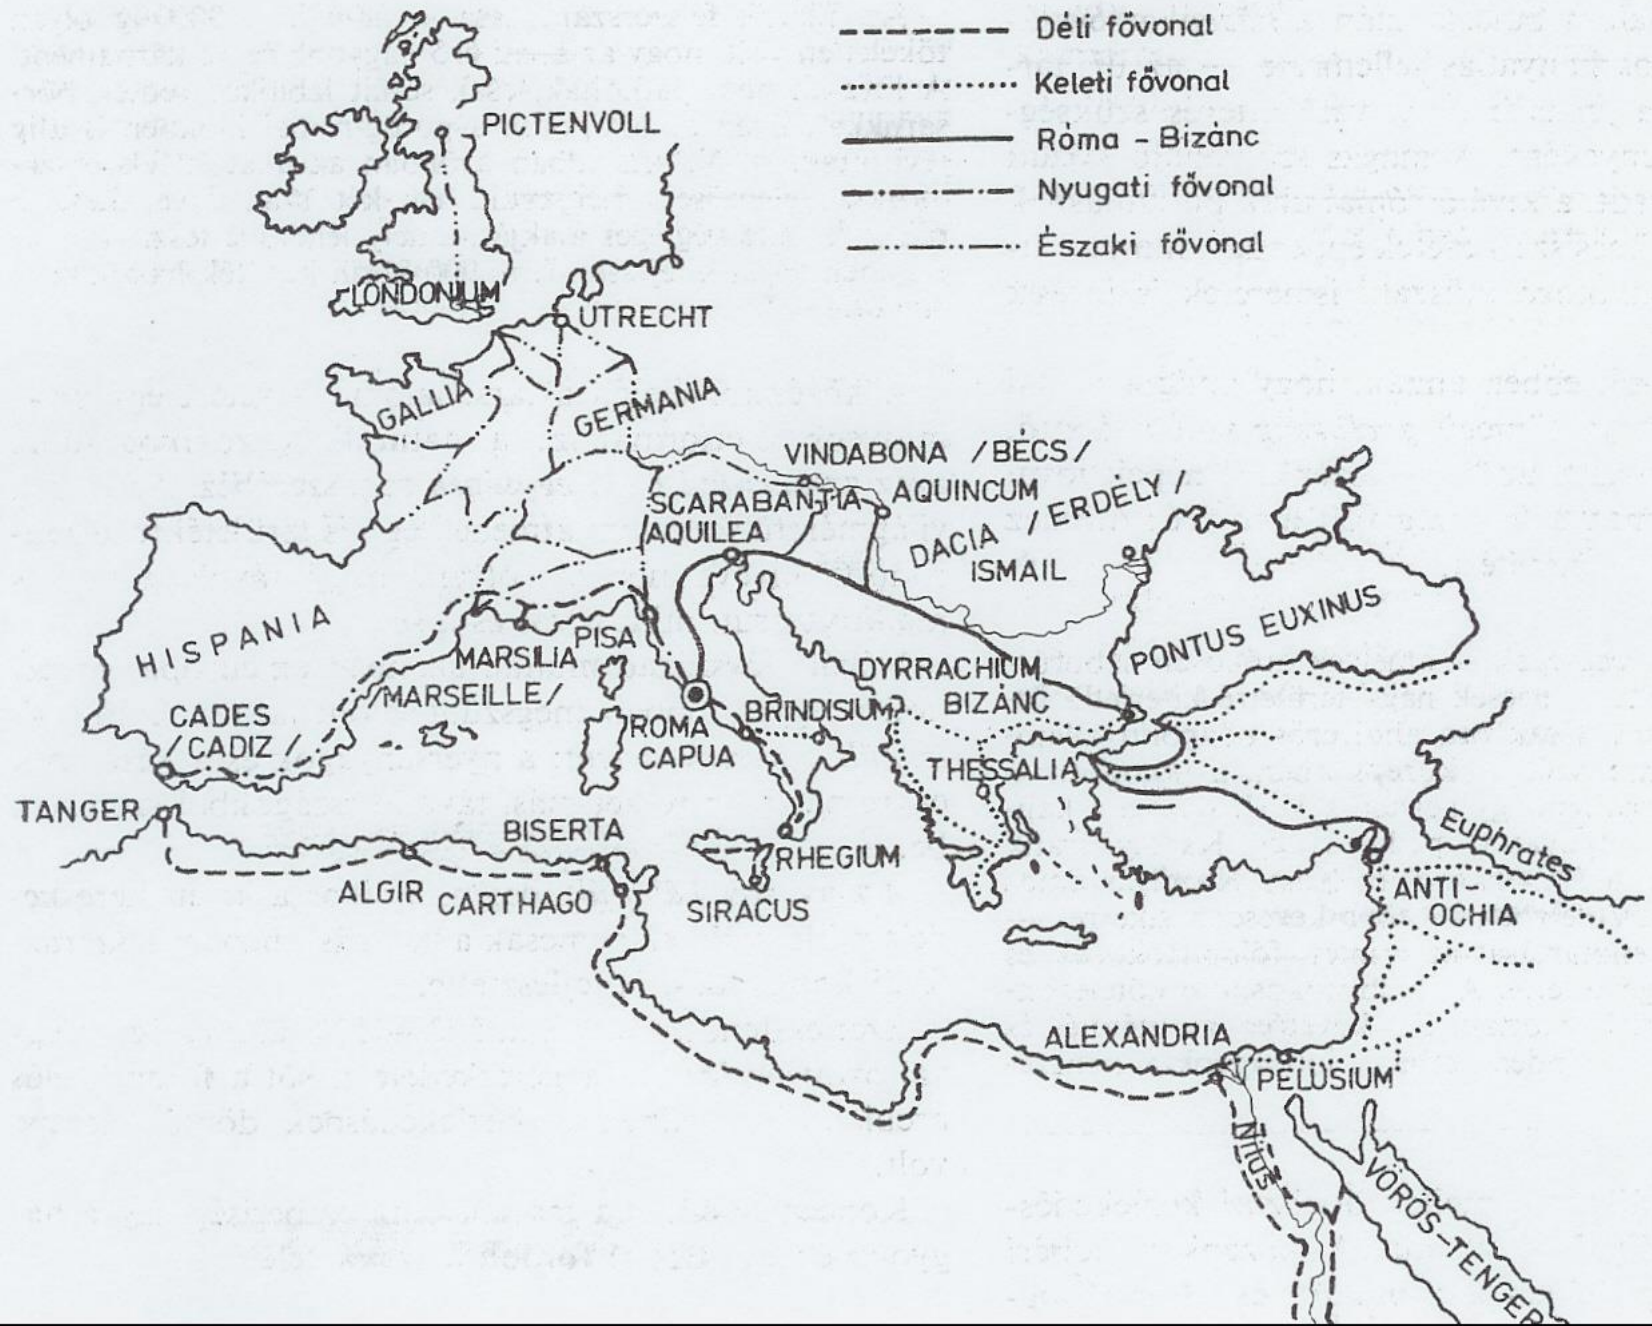 Déli fővonal
Keleti fővonal
Róma - Bizánc
Nyugati fővonal
Északi fővonal
PICTENVOLL
LONDONIUM
UTRECHT
GALLIA
GERMANIA
VINDABONA /BÉCS/
SCARABANTIA
AQUINCUM
AQUILEA
DACIA /ERDÉLY/
ISMAIL
HISPANIA
PISA
MARSILIA
/MARSEILLE/
PONTUS EUXINUS
DYRRACHIUM
BIZÁNC
CADES
/CADIZ/
ROMA
BRINDISIUM
CAPUA
THESSALIA
TANGER
BISERTA
RHEGIUM
Euphrates
ALGIR
CARTHAGO
SIRACUS
ANTI-
OCHIA
ALEXANDRIA
PELUSIUM
Nilus
VÖRÖS-TENGER